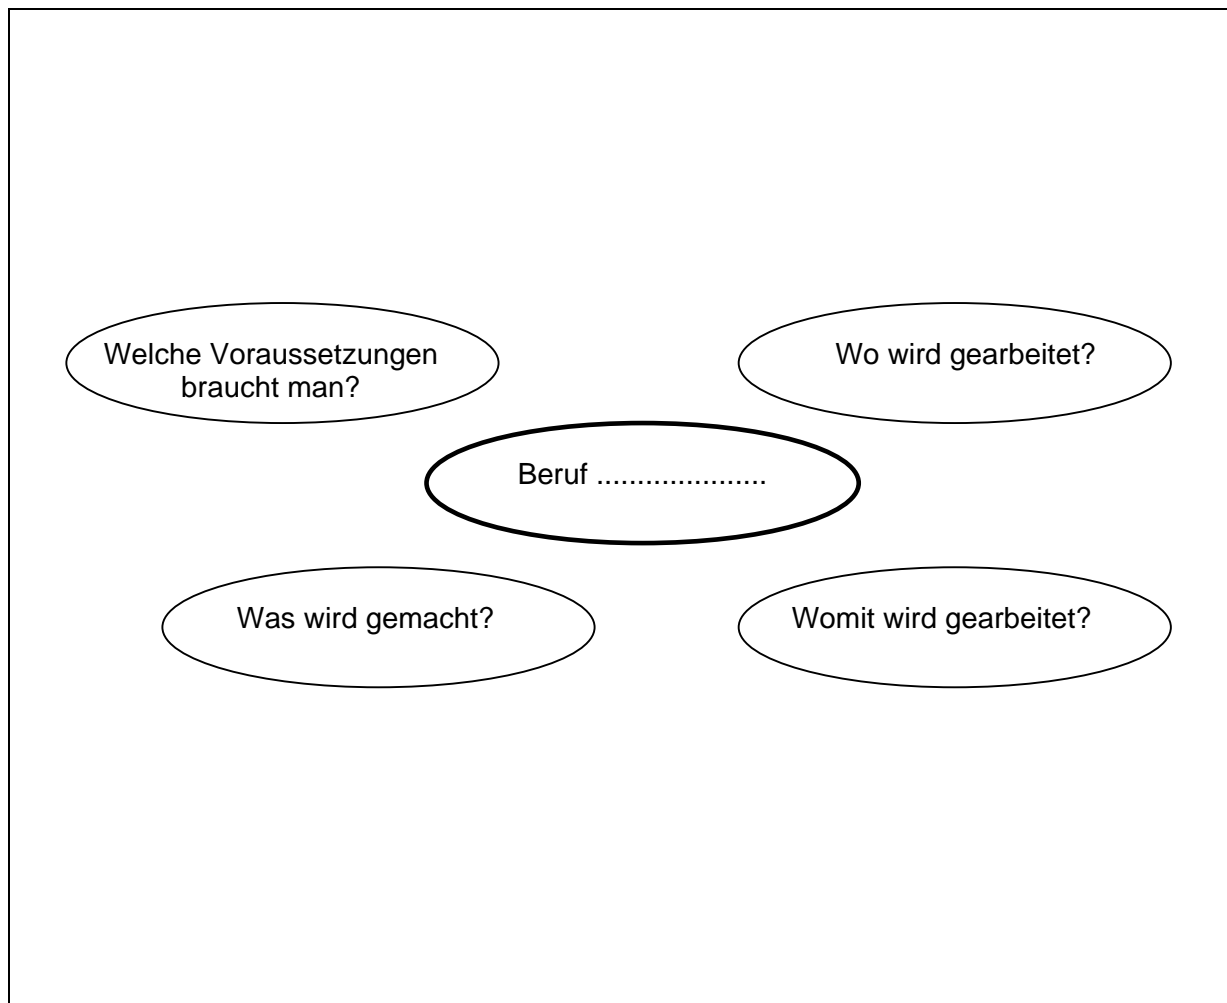 Welche Voraussetzungen
braucht man?
Wo wird gearbeitet?
Beruf .....................
Was wird gemacht?
Womit wird gearbeitet?